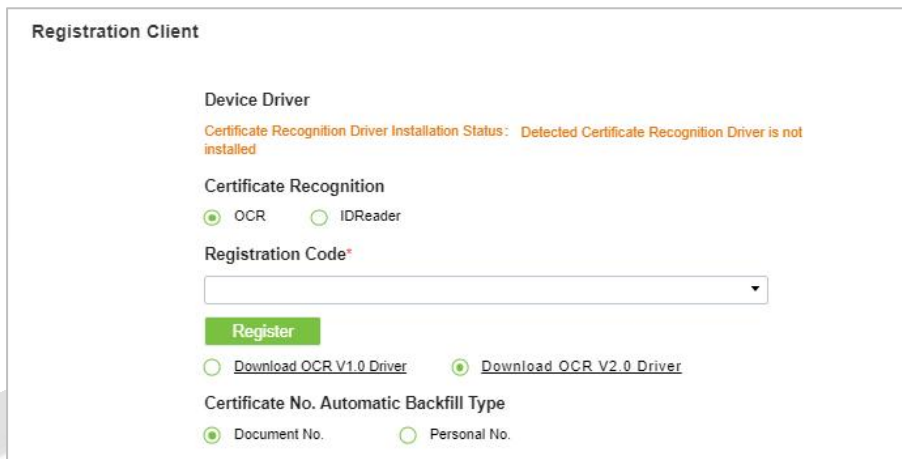 Registration Client
Device Driver
Certificate Recognition Driver Installation Status: Detected Certificate Recognition Driver is not
installed
Certificate Recognition
OCR IDReader
Registration Code*
Register
Download OCR V1.0 Driver Download OCR V2.0 Driver
Certificate No. Automatic Backfill Type
Document No. Personal No.